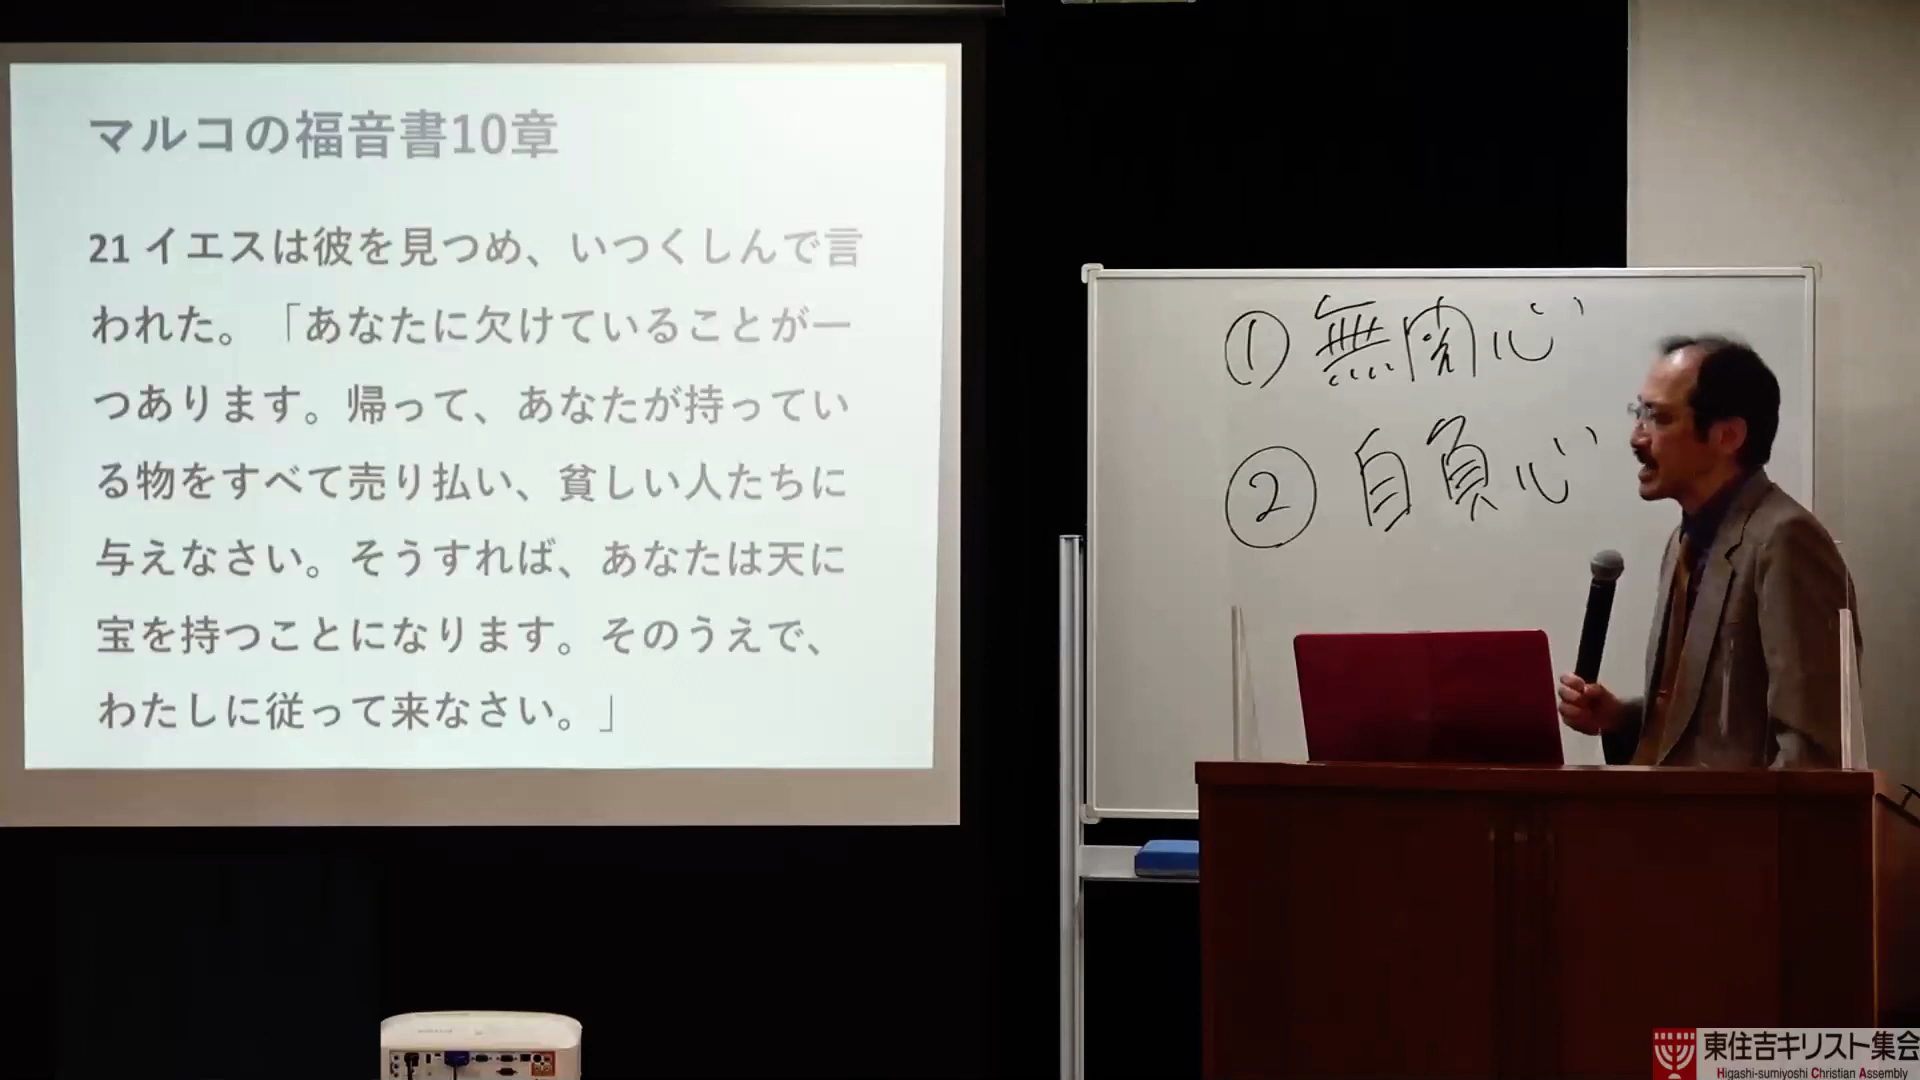 マルコの福音書10章
21 イエスは彼を見つめ、いつくしんで言
われた。「あなたに欠けていることが一
つあります。帰って、あなたが持ってい
る物をすべて売り払い、貧しい人たちに
与えなさい。そうすれば、あなたは天に
宝を持つことになります。そのうえで、
わたしに従って来なさい。」
① 無関心
② 自負心
東住吉キリスト集会
Higashi-sumiyoshi Christian Assembly